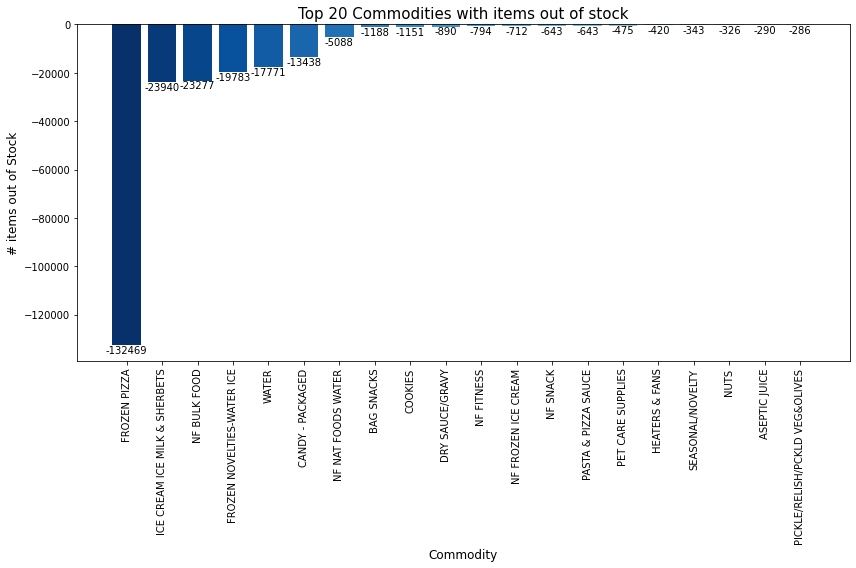 Top 20 Commodities with items out of stock
# items out of Stock
0
−20000
−40000
−60000
−80000
−100000
−120000
-132469
-23940
-23277
-19783
-17771
-13438
-5088
-1188
-1151
-890
-794
-712
-643
-643
-475
-420
-343
-326
-290
-286
FROZEN PIZZA
ICE CREAM ICE MILK & SHERBETS
NF BULK FOOD
FROZEN NOVELTIES-WATER ICE
WATER
CANDY - PACKAGED
NF NAT FOODS WATER
BAG SNACKS
COOKIES
DRY SAUCE/GRAVY
NF FITNESS
NF FROZEN ICE CREAM
NF SNACK
PASTA & PIZZA SAUCE
PET CARE SUPPLIES
HEATERS & FANS
SEASONAL/NOVELTY
NUTS
ASEPTIC JUICE
PICKLE/RELISH/PCKLD VEG&OLIVES
Commodity